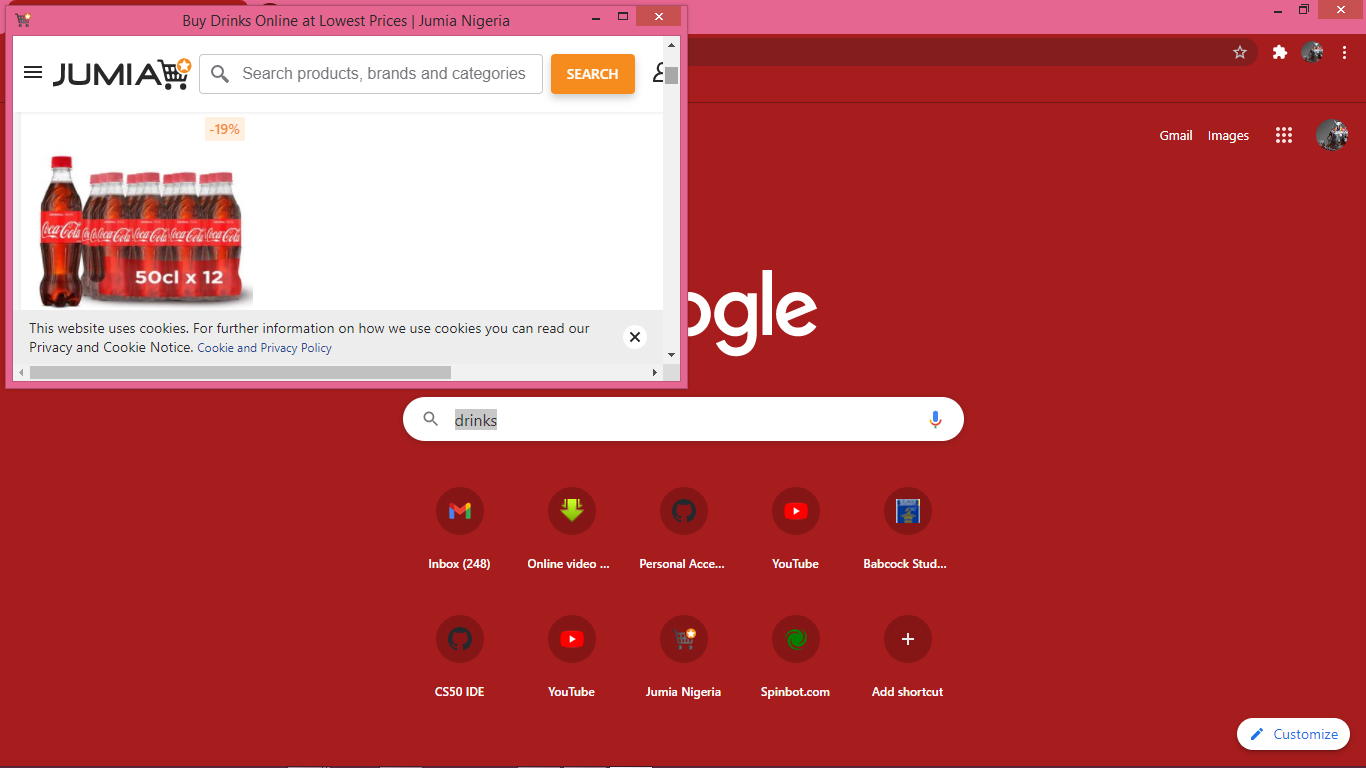 Buy Drinks Online at Lowest Prices | Jumia Nigeria
JUMIA
Search products, brands and categories
SEARCH
-19%
Coca-Cola
Coca-Cola
Coca-Cola
Coca-Cola
Coca-Cola
50cl x 12
This website uses cookies. For further information on how we use cookies you can read our
Privacy and Cookie Notice. Cookie and Privacy Policy
Gmail Images
ogle
drinks
Inbox (248)
Online video ...
Personal Acce...
YouTube
Babcock Stud...
CS50 IDE
YouTube
Jumia Nigeria
Spinbot.com
Add shortcut
Customize